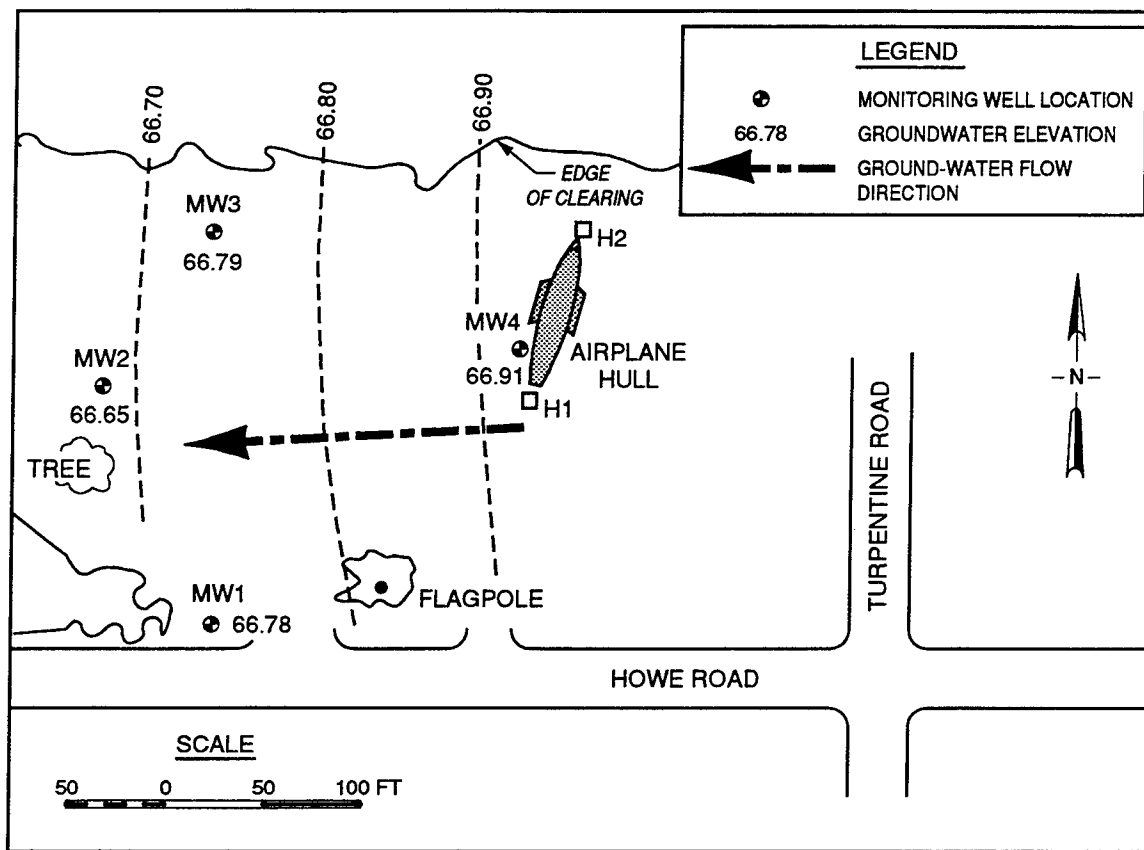 LEGEND
MONITORING WELL LOCATION
66.78 GROUNDWATER ELEVATION
GROUND-WATER FLOW
DIRECTION
66.70
66.80
66.90
EDGE
OF CLEARING
MW3
66.79
H2
MW4
66.91
AIRPLANE
HULL
H1
MW2
66.65
TREE
-N-
TURPENTINE ROAD
FLAGPOLE
MW1
66.78
HOWE ROAD
SCALE
50 0 50 100 FT